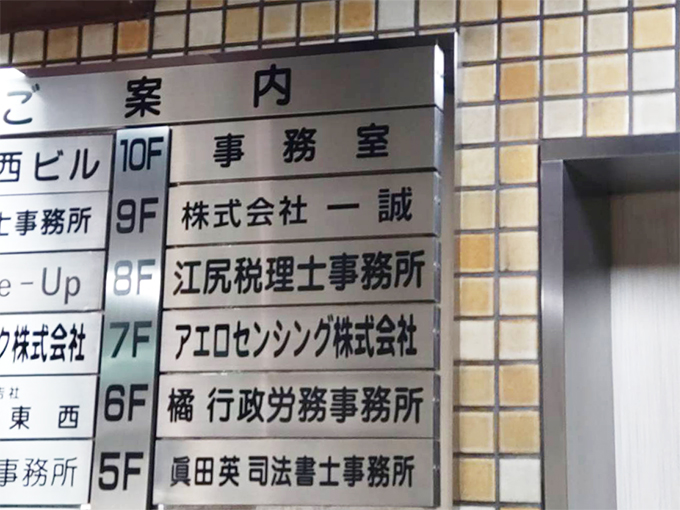 ご案内
西ビル 10F 事務室
士事務所 9F 株式会社 一誠
e-Up 8F 江尻税理士事務所
ク株式会社 7F アエロセンシング株式会社
東西 6F 橘 行政労務事務所
事務所 5F 眞田英司法書士事務所